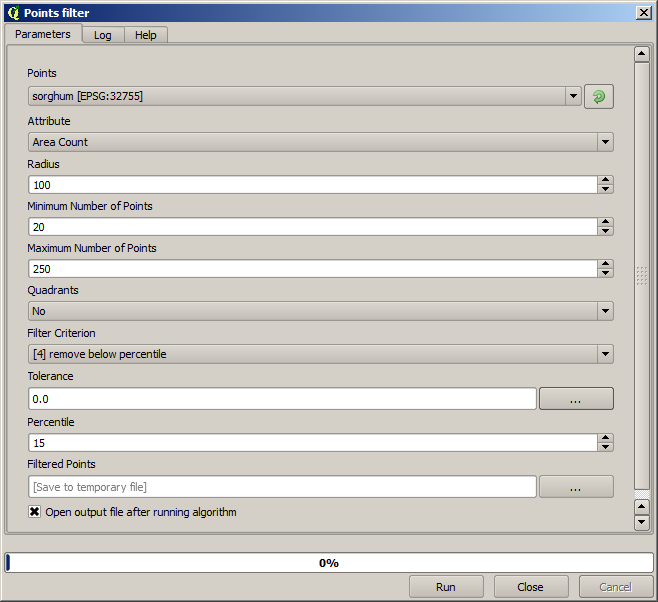 Points filter
Parameters Log Help
Points
sorghum [EPSG:32755]
Attribute
Area Count
Radius
100
Minimum Number of Points
20
Maximum Number of Points
250
Quadrants
No
Filter Criterion
[4] remove below percentile
Tolerance
0.0 ...
Percentile
15
Filtered Points
[Save to temporary file] ...
Open output file after running algorithm
0%
Run Close Cancel